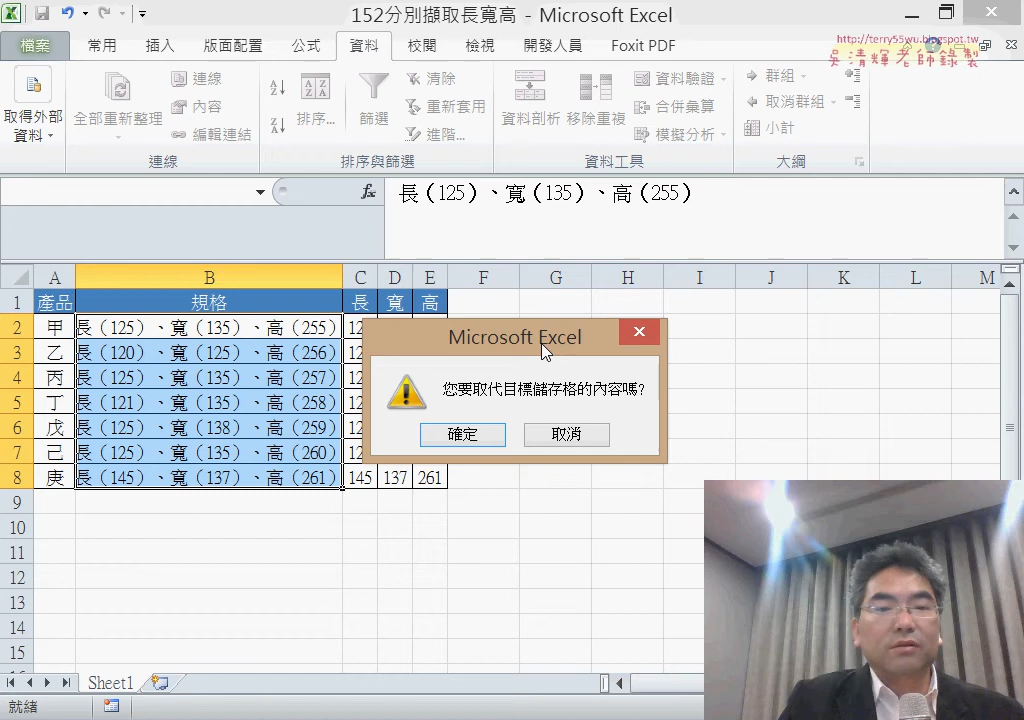 152分別擷取長寬高 - Microsoft Excel
檔案 常用 插入 版面配置 公式 資料 校閱 檢視 開發人員 Foxit PDF
http://terry55wu.blogspot.tw
吳清輝老師錄製
取得外部
資料
全部重新整理
連線
內容
編輯連結
連線
排序...
篩選
清除
重新套用
進階...
排序與篩選
資料剖析
移除重複
資料驗證
合併彙算
模擬分析
資料工具
群組
取消群組
小計
大綱
fx
長（125）、寬（135）、高（255）
A B C D E F G H I J K L M
1 產品 規格 長 寬 高
2 甲 長（125）、寬（135）、高（255） 12
3 乙 長（120）、寬（125）、高（256） 12
4 丙 長（125）、寬（135）、高（257） 12
5 丁 長（121）、寬（135）、高（258） 12
6 戊 長（125）、寬（138）、高（259） 12
7 己 長（125）、寬（135）、高（260） 12
8 庚 長（145）、寬（137）、高（261） 145 137 261
9
10
11
12
13
14
15
Microsoft Excel
您要取代目標儲存格的內容嗎?
確定
取消
Sheet1
就緒